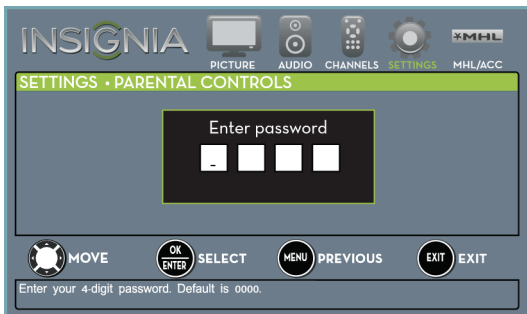 INSIGNIA
PICTURE AUDIO CHANNELS SETTINGS ✶MHL MHL/ACC
SETTINGS • PARENTAL CONTROLS
Enter password
-
MOVE OK ENTER SELECT MENU PREVIOUS EXIT EXIT
Enter your 4-digit password. Default is 0000.